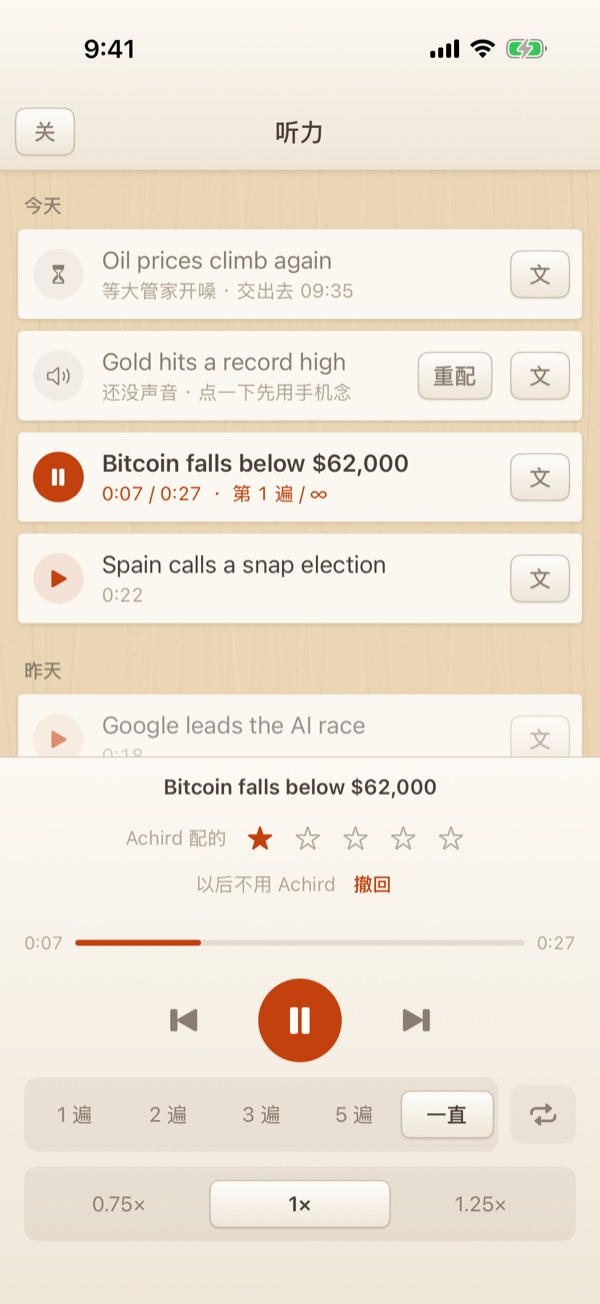 9:41
关
听力
今天
Oil prices climb again
等大管家开嗓 · 交出去 09:35
文
Gold hits a record high
还没声音 · 点一下先用手机念
重配
文
Bitcoin falls below $62,000
0:07 / 0:27 · 第 1 遍 / ∞
文
Spain calls a snap election
0:22
文
昨天
Google leads the AI race
0:18
文
Bitcoin falls below $62,000
Achird 配的
以后不用 Achird 撤回
0:07
0:27
1 遍
2 遍
3 遍
5 遍
一直
0.75×
1×
1.25×